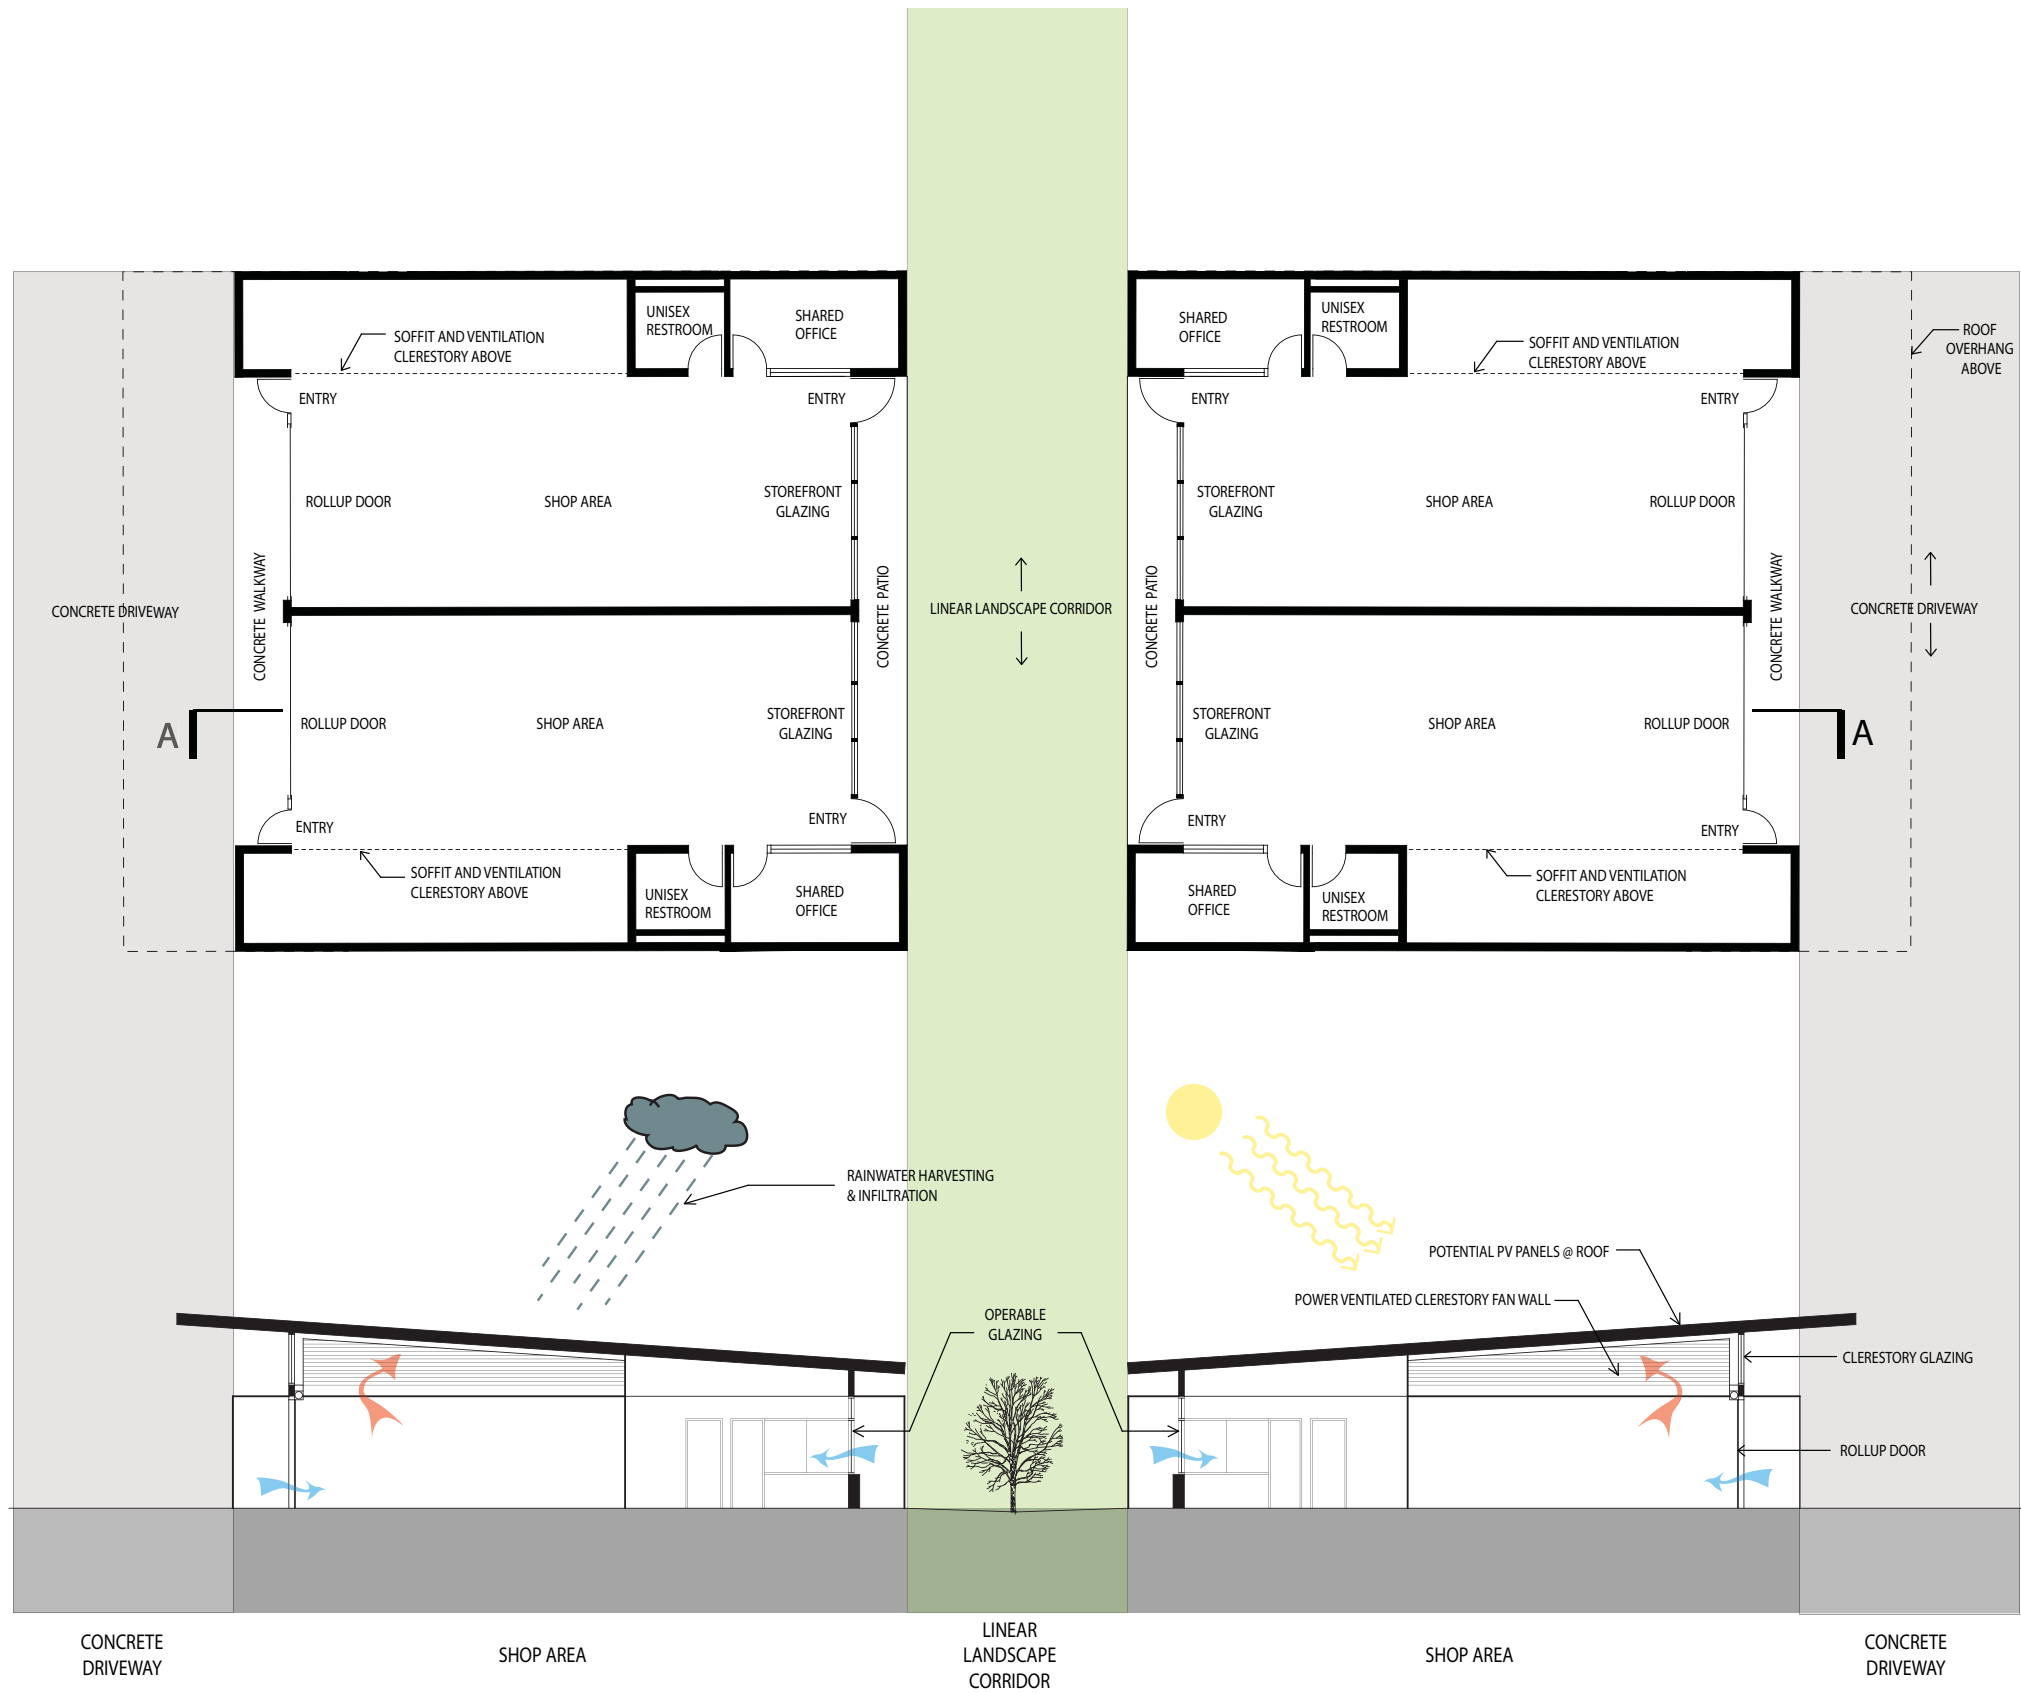 UNISEX
RESTROOM
SHARED
OFFICE
SOFFIT AND VENTILATION
CLERESTORY ABOVE
ENTRY
ENTRY
ROLLUP DOOR
SHOP AREA
STOREFRONT
GLAZING
CONCRETE WALKWAY
CONCRETE PATIO
CONCRETE DRIVEWAY
A
ROLLUP DOOR
SHOP AREA
STOREFRONT
GLAZING
ENTRY
ENTRY
SOFFIT AND VENTILATION
CLERESTORY ABOVE
UNISEX
RESTROOM
SHARED
OFFICE
LINEAR LANDSCAPE CORRIDOR
SHARED
OFFICE
UNISEX
RESTROOM
SOFFIT AND VENTILATION
CLERESTORY ABOVE
ROOF
OVERHANG
ABOVE
ENTRY
ENTRY
STOREFRONT
GLAZING
SHOP AREA
ROLLUP DOOR
CONCRETE PATIO
CONCRETE WALKWAY
CONCRETE DRIVEWAY
STOREFRONT
GLAZING
SHOP AREA
ROLLUP DOOR
A
ENTRY
ENTRY
SHARED
OFFICE
UNISEX
RESTROOM
SOFFIT AND VENTILATION
CLERESTORY ABOVE
RAINWATER HARVESTING
& INFILTRATION
POTENTIAL PV PANELS @ ROOF
POWER VENTILATED CLERESTORY FAN WALL
OPERABLE
GLAZING
CLERESTORY GLAZING
ROLLUP DOOR
CONCRETE
DRIVEWAY
SHOP AREA
LINEAR
LANDSCAPE
CORRIDOR
SHOP AREA
CONCRETE
DRIVEWAY